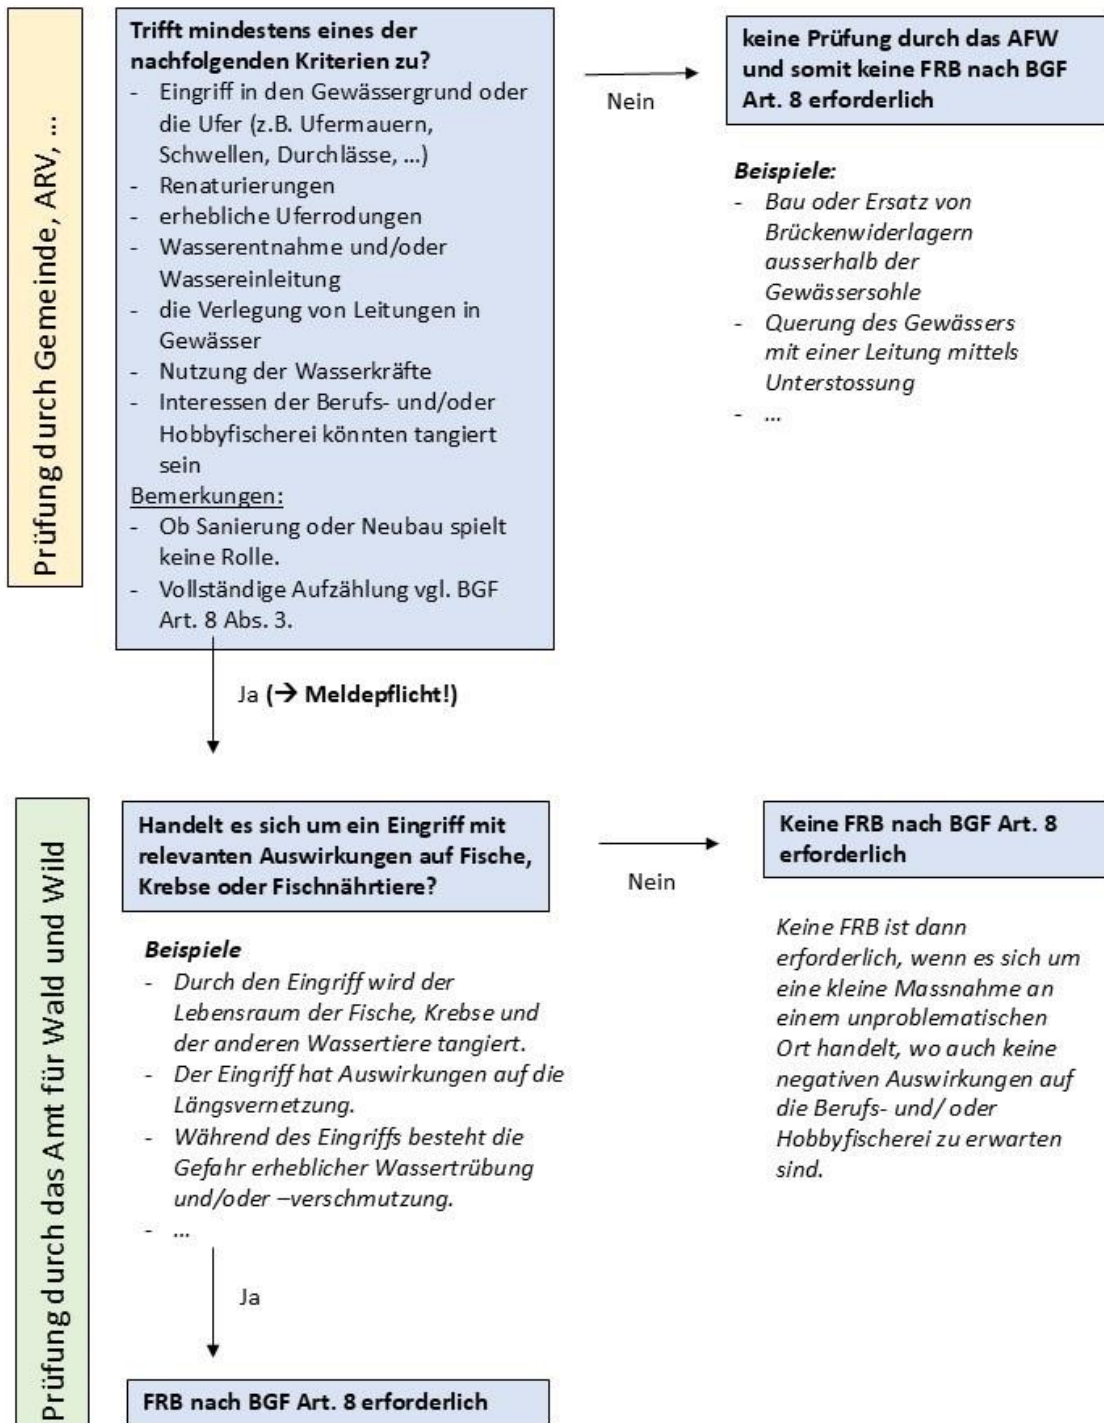 Prüfung durch Gemeinde, ARV, ...
Trifft mindestens eines der
nachfolgenden Kriterien zu?
- Eingriff in den Gewässergrund oder
die Ufer (z.B. Ufermauern,
Schwellen, Durchlässe, ...)
- Renaturierungen
- erhebliche Uferrodungen
- Wasserentnahme und/oder
Wassereinleitung
- die Verlegung von Leitungen in
Gewässer
- Nutzung der Wasserkräfte
- Interessen der Berufs- und/oder
Hobbyfischerei könnten tangiert
sein
Bemerkungen:
- Ob Sanierung oder Neubau spielt
keine Rolle.
- Vollständige Aufzählung vgl. BGF
Art. 8 Abs. 3.
Nein
keine Prüfung durch das AFW
und somit keine FRB nach BGF
Art. 8 erforderlich
Beispiele:
- Bau oder Ersatz von
Brückenwiderlagern
ausserhalb der
Gewässersohle
- Querung des Gewässers
mit einer Leitung mittels
Unterstossung
- ...
Ja (→ Meldepflicht!)
Prüfung durch das Amt für Wald und Wild
Handelt es sich um ein Eingriff mit
relevanten Auswirkungen auf Fische,
Krebse oder Fischnährtiere?
Nein
Keine FRB nach BGF Art. 8
erforderlich
Beispiele
- Durch den Eingriff wird der
Lebensraum der Fische, Krebse und
der anderen Wassertiere tangiert.
- Der Eingriff hat Auswirkungen auf die
Längsvernetzung.
- Während des Eingriffs besteht die
Gefahr erheblicher Wassertrübung
und/oder –verschmutzung.
- ...
Keine FRB ist dann
erforderlich, wenn es sich um
eine kleine Massnahme an
einem unproblematischen
Ort handelt, wo auch keine
negativen Auswirkungen auf
die Berufs- und/ oder
Hobbyfischerei zu erwarten
sind.
Ja
FRB nach BGF Art. 8 erforderlich